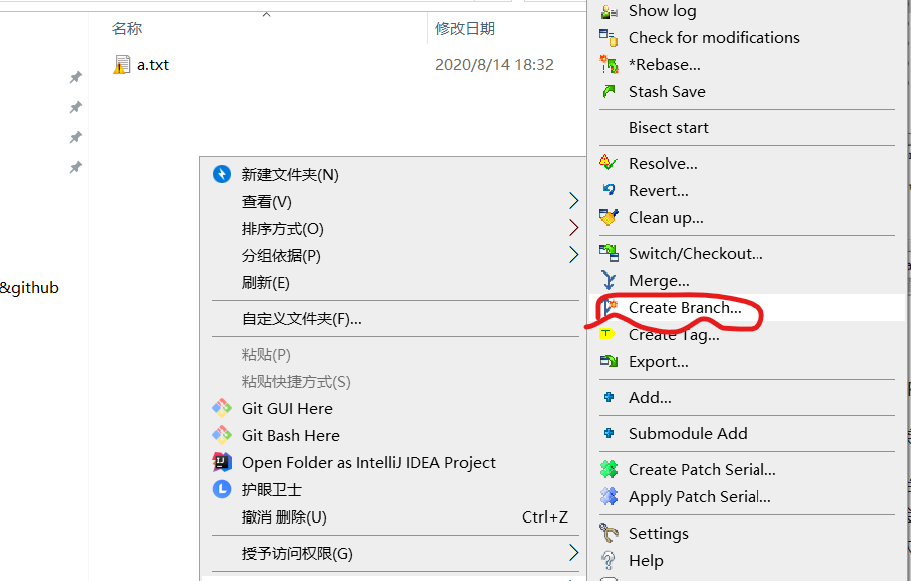 名称
修改日期
a.txt
2020/8/14 18:32
&github
新建文件夹(N)
查看(V)
排序方式(O)
分组依据(P)
刷新(E)
自定义文件夹(F)...
粘贴(P)
粘贴快捷方式(S)
Git GUI Here
Git Bash Here
Open Folder as IntelliJ IDEA Project
护眼卫士
撤消 删除(U)
Ctrl+Z
授予访问权限(G)
Show log
Check for modifications
*Rebase...
Stash Save
Bisect start
Resolve...
Revert...
Clean up...
Switch/Checkout...
Merge...
Create Branch...
Create Tag...
Export...
Add...
Submodule Add
Create Patch Serial...
Apply Patch Serial...
Settings
Help